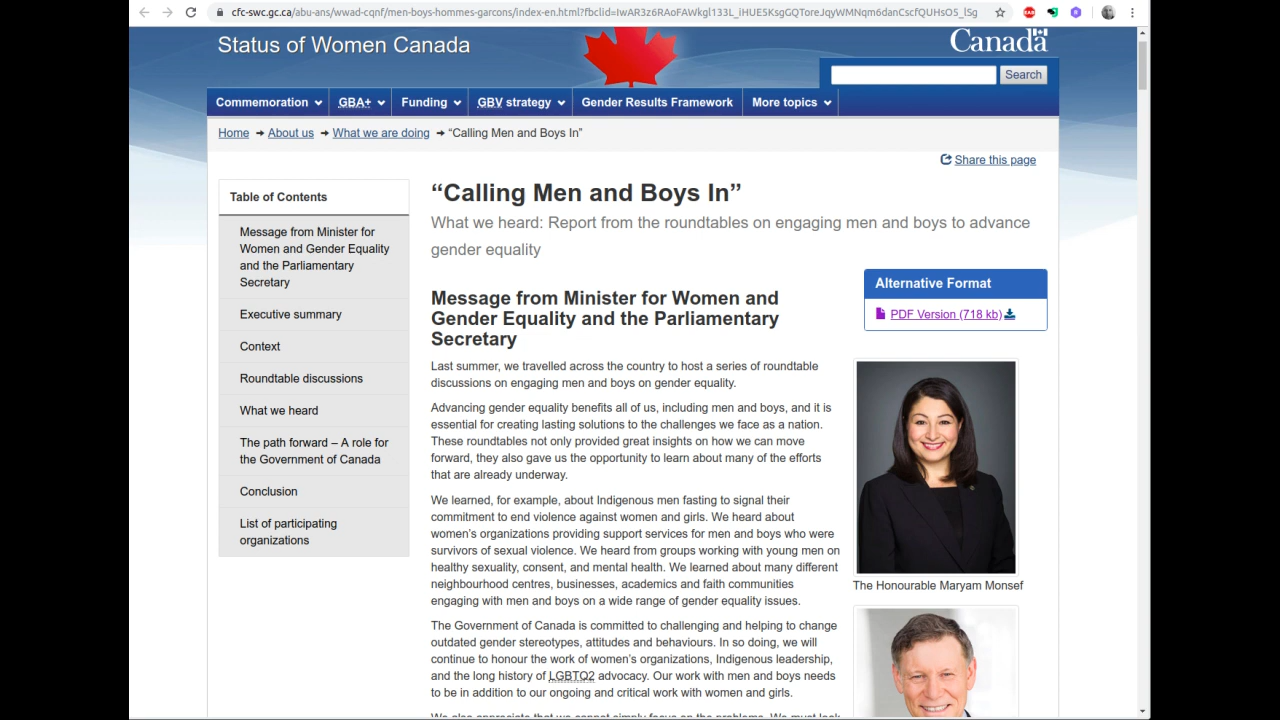 cfc-swc.gc.ca/abu-ans/wwad-cqnf/men-boys-hommes-garcons/index-en.html?fbclid=IwAR3z6RAoFAWkgl133L_iHUE5KsgGQToreJqyWMNqm6danCscfQUHsO5_lSg
Status of Women Canada
Canada
Search
Commemoration GBA+ Funding GBV strategy Gender Results Framework More topics
Home → About us → What we are doing → “Calling Men and Boys In”
Share this page
Table of Contents
Message from Minister for
Women and Gender Equality
and the Parliamentary
Secretary
Executive summary
Context
Roundtable discussions
What we heard
The path forward – A role for
the Government of Canada
Conclusion
List of participating
organizations
“Calling Men and Boys In”
What we heard: Report from the roundtables on engaging men and boys to advance
gender equality
Alternative Format
PDF Version (718 kb)
Message from Minister for Women and
Gender Equality and the Parliamentary
Secretary
Last summer, we travelled across the country to host a series of roundtable
discussions on engaging men and boys on gender equality.
Advancing gender equality benefits all of us, including men and boys, and it is
essential for creating lasting solutions to the challenges we face as a nation.
These roundtables not only provided great insights on how we can move
forward, they also gave us the opportunity to learn about many of the efforts
that are already underway.
We learned, for example, about Indigenous men fasting to signal their
commitment to end violence against women and girls. We heard about
women’s organizations providing support services for men and boys who were
survivors of sexual violence. We heard from groups working with young men on
healthy sexuality, consent, and mental health. We learned about many different
neighbourhood centres, businesses, academics and faith communities
engaging with men and boys on a wide range of gender equality issues.
The Honourable Maryam Monsef
The Government of Canada is committed to challenging and helping to change
outdated gender stereotypes, attitudes and behaviours. In so doing, we will
continue to honour the work of women’s organizations, Indigenous leadership,
and the long history of LGBTQ2 advocacy. Our work with men and boys needs
to be in addition to our ongoing and critical work with women and girls.
We also appreciate that we cannot simply focus on the problems. We must look